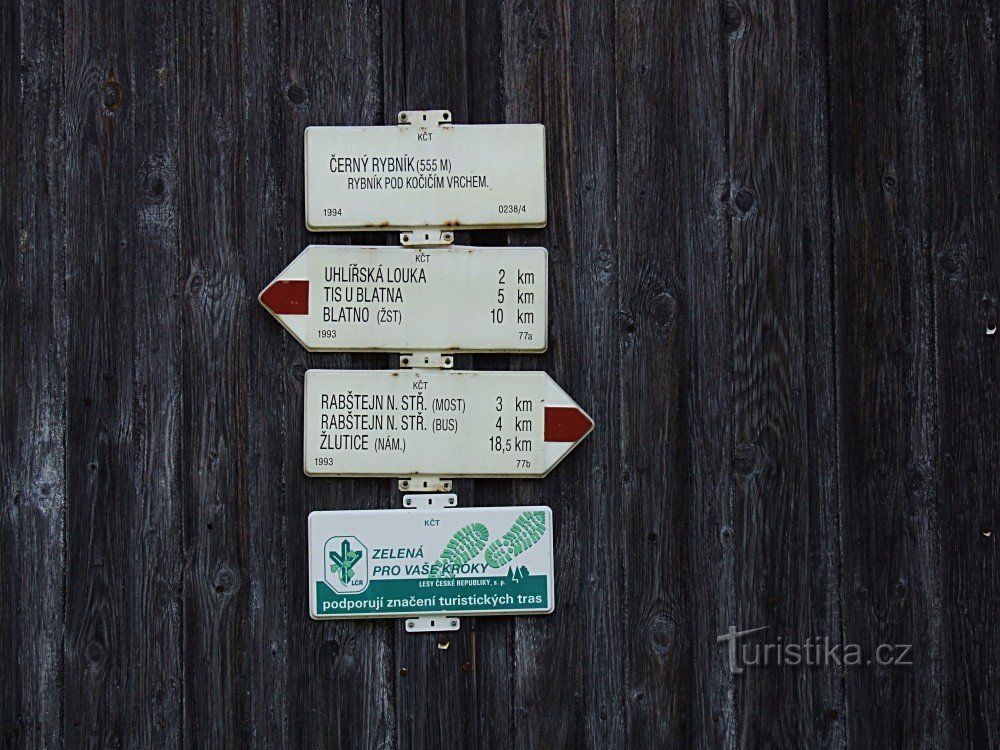 KČT
ČERNÝ RYBNÍK (555 M)
RYBNÍK POD KOČIČÍM VRCHEM.
1994 0238/4
KČT
UHLÍŘSKÁ LOUKA 2 km
TIS U BLATNA 5 km
BLATNO (ŽST) 10 km
1993 77a
KČT
RABŠTEJN N. STŘ. (MOST) 3 km
RABŠTEJN N. STŘ. (BUS) 4 km
ŽLUTICE (NÁM.) 18,5 km
1993 77b
KČT
ZELENÁ
PRO VAŠE KROKY
LČR
LESY ČESKÉ REPUBLIKY, s. p.
podporují značení turistických tras
Turistika.cz